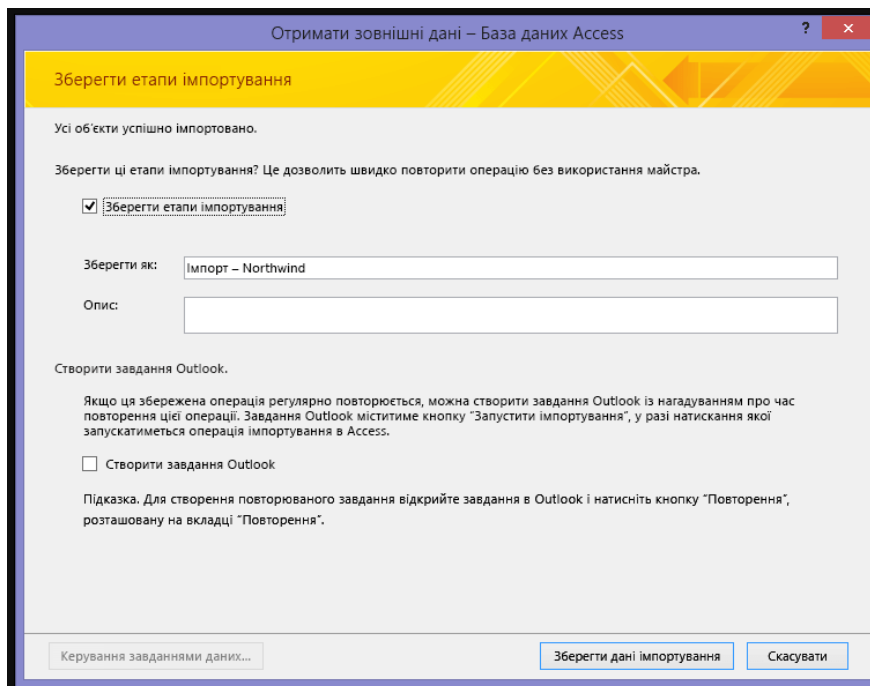 Отримати зовнішні дані – База даних Access
?
Зберегти етапи імпортування
Усі об’єкти успішно імпортовано.
Зберегти ці етапи імпортування? Це дозволить швидко повторити операцію без використання майстра.
Зберегти етапи імпортування
Зберегти як: Імпорт – Northwind
Опис:
Створити завдання Outlook.
Якщо ця збережена операція регулярно повторюється, можна створити завдання Outlook із нагадуванням про час
повторення цієї операції. Завдання Outlook міститиме кнопку "Запустити імпортування", у разі натискання якої
запускатиметься операція імпортування в Access.
Створити завдання Outlook
Підказка. Для створення повторюваного завдання відкрийте завдання в Outlook і натисніть кнопку "Повторення",
розташовану на вкладці "Повторення".
Керування завданнями даних...
Зберегти дані імпортування
Скасувати